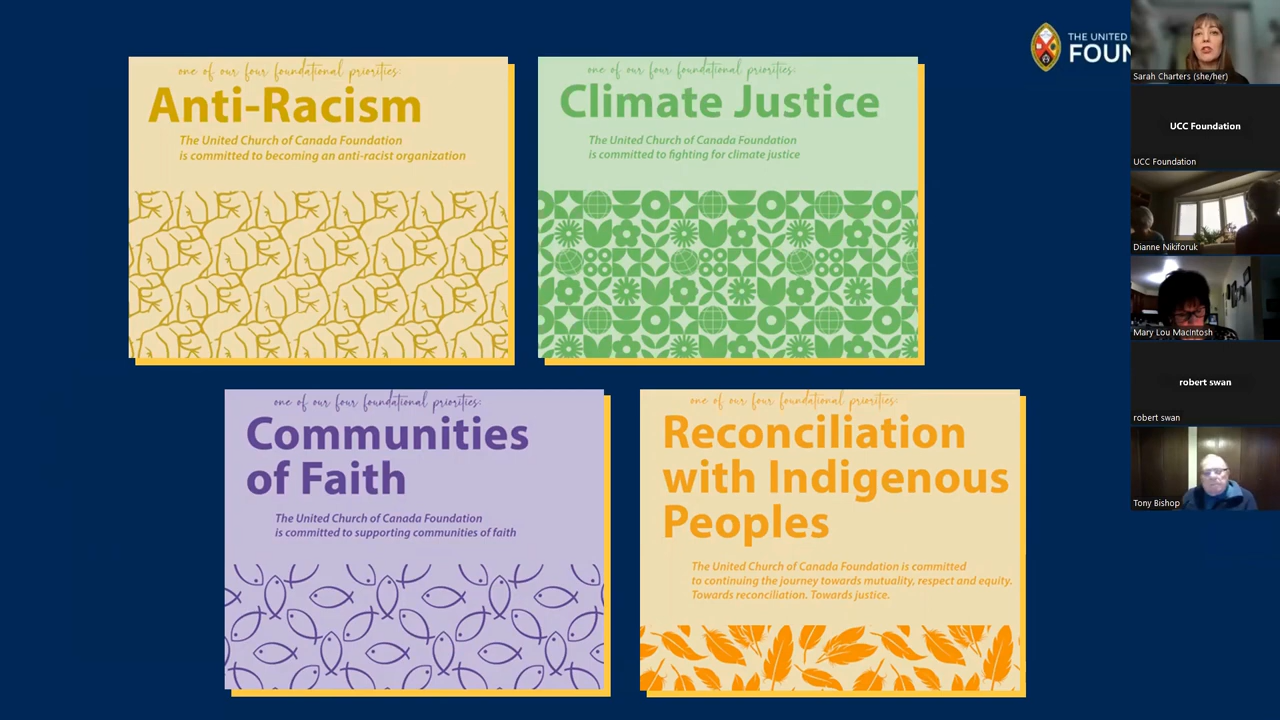 one of our four foundational priorities:
Anti-Racism
The United Church of Canada Foundation
is committed to becoming an anti-racist organization
one of our four foundational priorities:
Climate Justice
The United Church of Canada Foundation
is committed to fighting for climate justice
one of our four foundational priorities:
Communities
of Faith
The United Church of Canada Foundation
is committed to supporting communities of faith
one of our four foundational priorities:
Reconciliation
with Indigenous
Peoples
The United Church of Canada Foundation is committed
to continuing the journey towards mutuality, respect and equity.
Towards reconciliation. Towards justice.
THE UNITED
FOUN
Sarah Charters (she/her)
UCC Foundation
UCC Foundation
Dianne Nikiforuk
Mary Lou MacIntosh
robert swan
robert swan
Tony Bishop